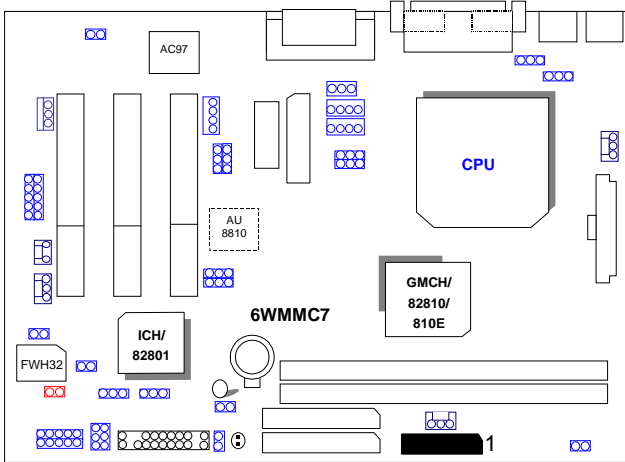 AC97
CPU
AU
8810
GMCH/
82810/
810E
6WMMC7
ICH/
82801
FWH32
1